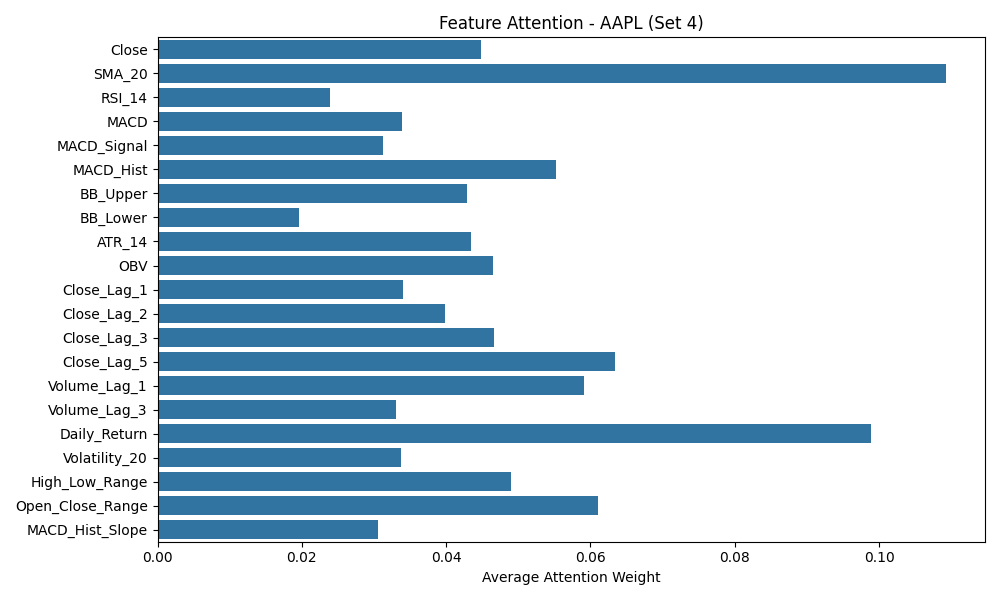 Feature Attention - AAPL (Set 4)
Close
SMA_20
RSI_14
MACD
MACD_Signal
MACD_Hist
BB_Upper
BB_Lower
ATR_14
OBV
Close_Lag_1
Close_Lag_2
Close_Lag_3
Close_Lag_5
Volume_Lag_1
Volume_Lag_3
Daily_Return
Volatility_20
High_Low_Range
Open_Close_Range
MACD_Hist_Slope
0.00 0.02 0.04 0.06 0.08 0.10
Average Attention Weight